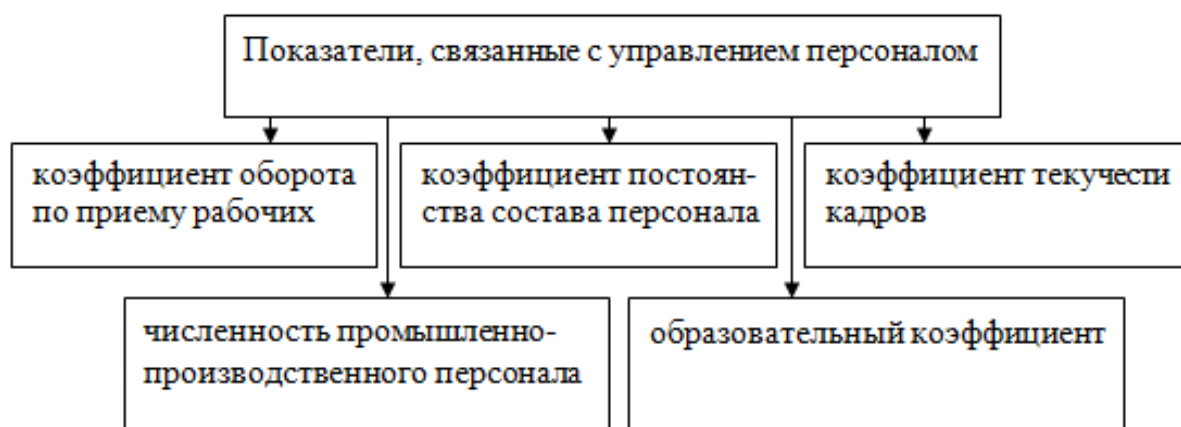 Показатели, связанные с управлением персоналом
коэффициент оборота
по приему рабочих
коэффициент постоян-
ства состава персонала
коэффициент текучести
кадров
численность промышленно-
производственного персонала
образовательный коэффициент